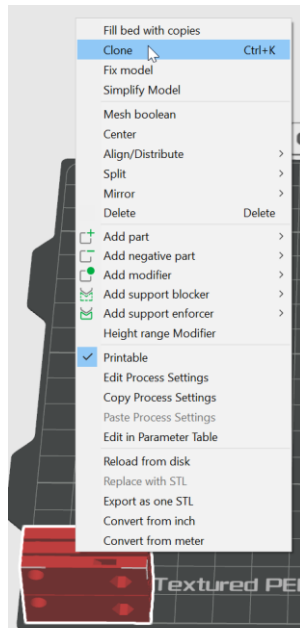 Fill bed with copies
Clone Ctrl+K
Fix model
Simplify Model
Mesh boolean
Center
Align/Distribute
Split
Mirror
Delete Delete
Add part
Add negative part
Add modifier
Add support blocker
Add support enforcer
Height range Modifier
Printable
Edit Process Settings
Copy Process Settings
Paste Process Settings
Edit in Parameter Table
Reload from disk
Replace with STL
Export as one STL
Convert from inch
Convert from meter
Textured PE